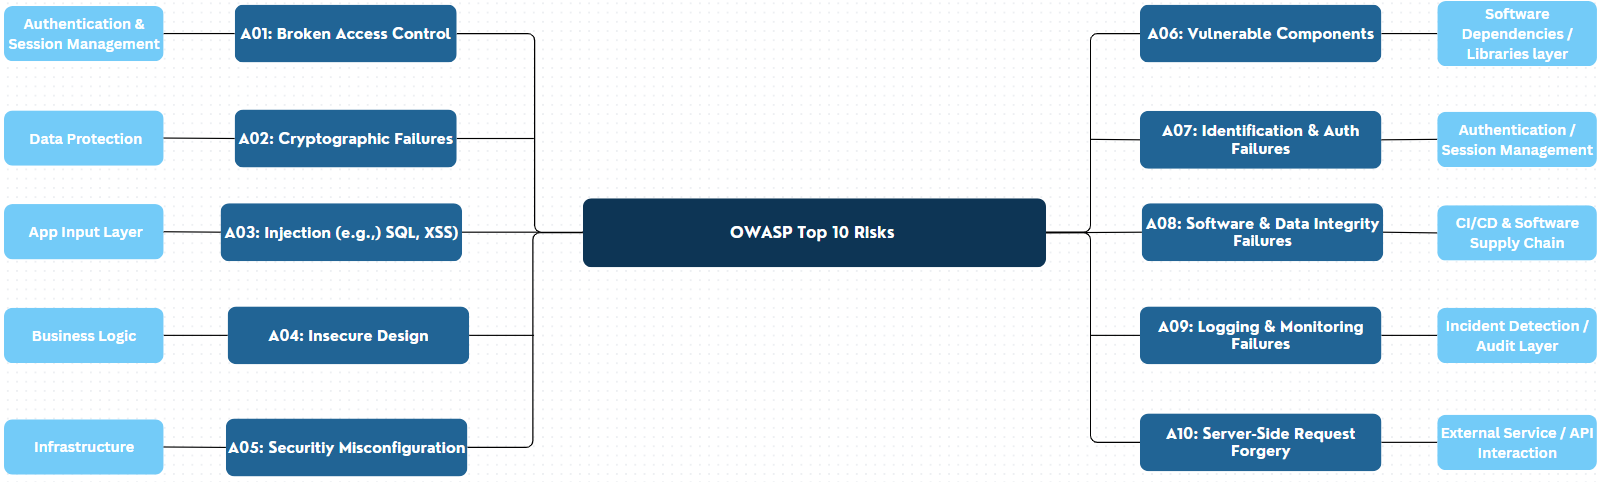 Authentication &
Session Management
A01: Broken Access Control
Data Protection
A02: Cryptographic Failures
App Input Layer
A03: Injection (e.g.,) SQL, XSS)
Business Logic
A04: Insecure Design
Infrastructure
A05: Securitiy Misconfiguration
OWASP Top 10 Risks
A06: Vulnerable Components
Software
Dependencies /
Libraries layer
A07: Identification & Auth
Failures
Authentication /
Session Management
A08: Software & Data Integrity
Failures
CI/CD & Software
Supply Chain
A09: Logging & Monitoring
Failures
Incident Detection /
Audit Layer
A10: Server-Side Request
Forgery
External Service / API
Interaction